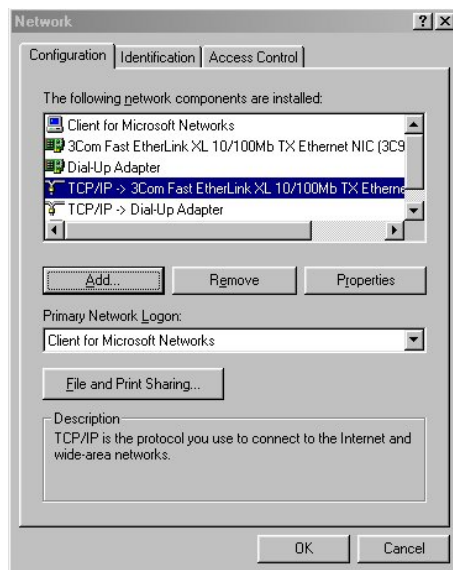 Network
Configuration Identification Access Control
The following network components are installed:
Client for Microsoft Networks
3Com Fast EtherLink XL 10/100Mb TX Ethernet NIC (3C9
Dial-Up Adapter
TCP/IP -> 3Com Fast EtherLink XL 10/100Mb TX Etherne
TCP/IP -> Dial-Up Adapter
Add... Remove Properties
Primary Network Logon:
Client for Microsoft Networks
File and Print Sharing...
Description
TCP/IP is the protocol you use to connect to the Internet and
wide-area networks.
OK Cancel